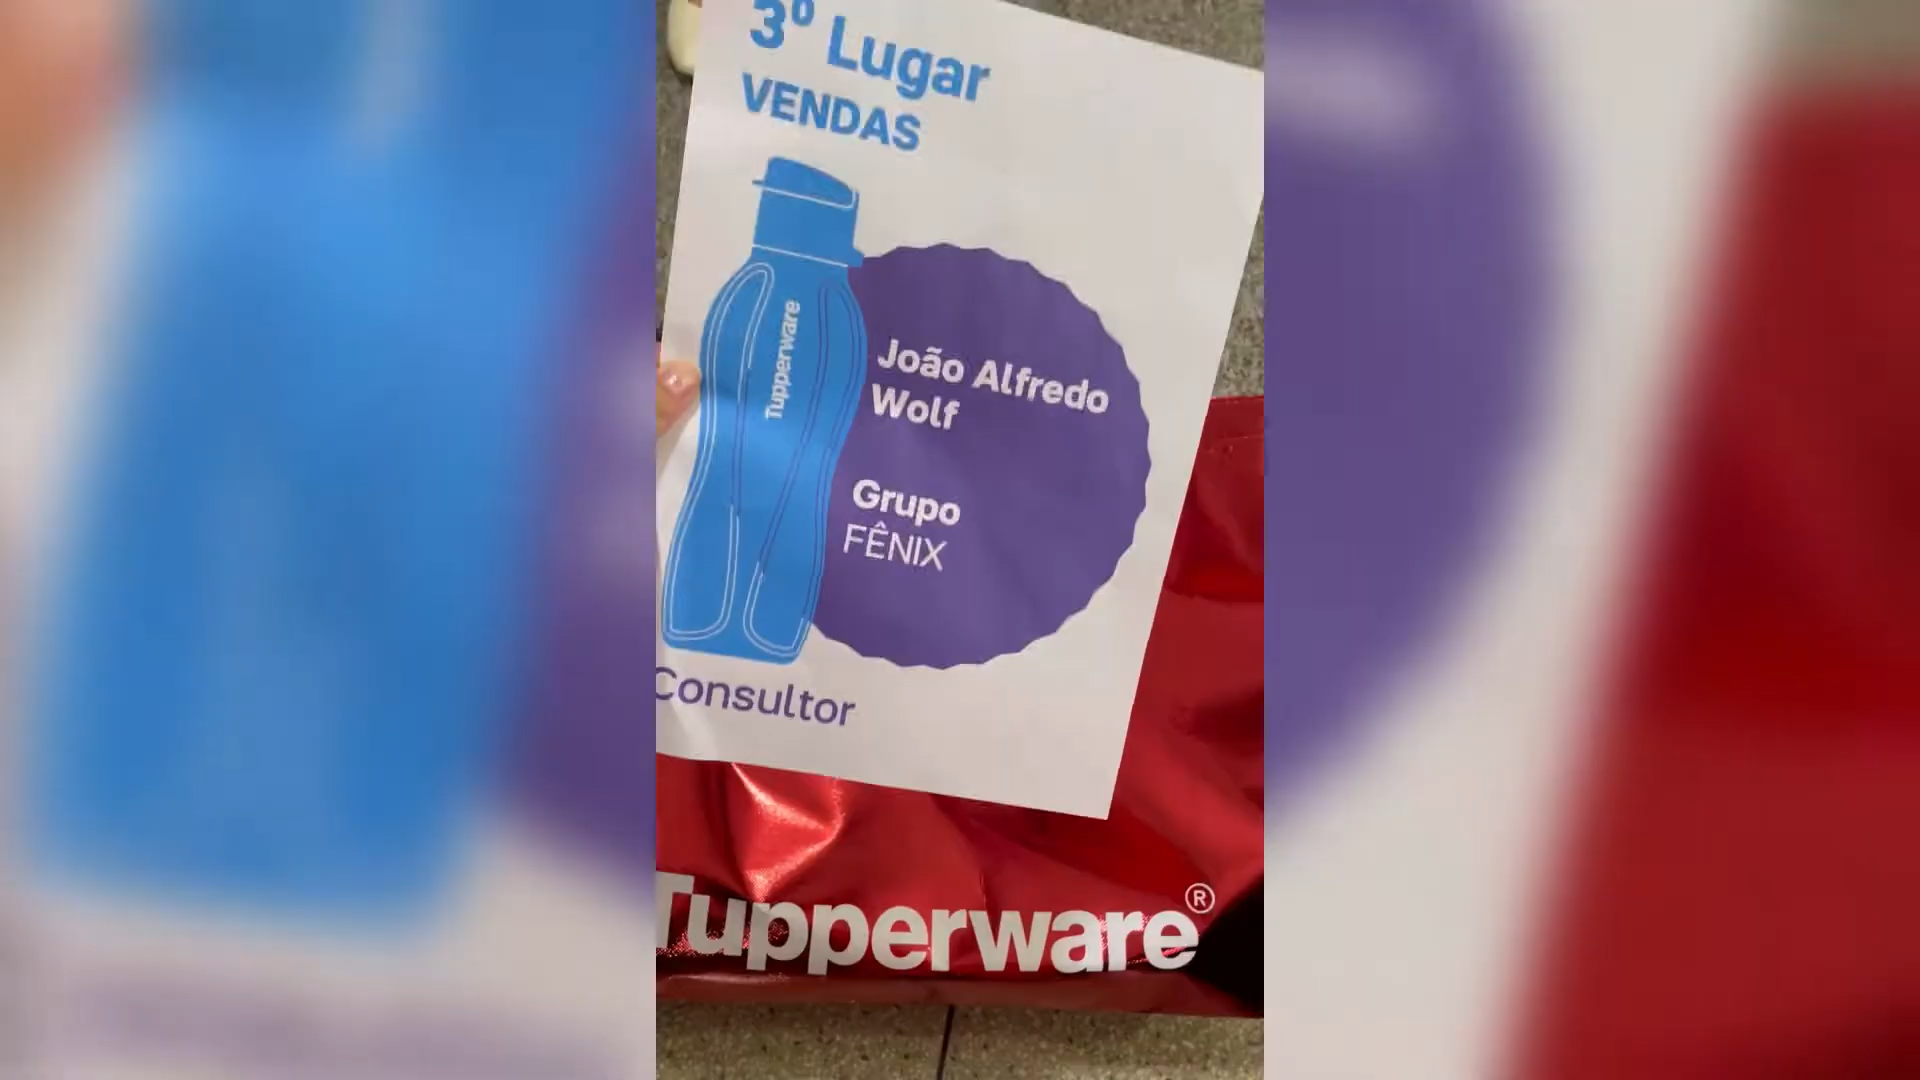 3º Lugar
VENDAS
Tupperware
João Alfredo
Wolf
Grupo
FÊNIX
Consultor
Tupperware®